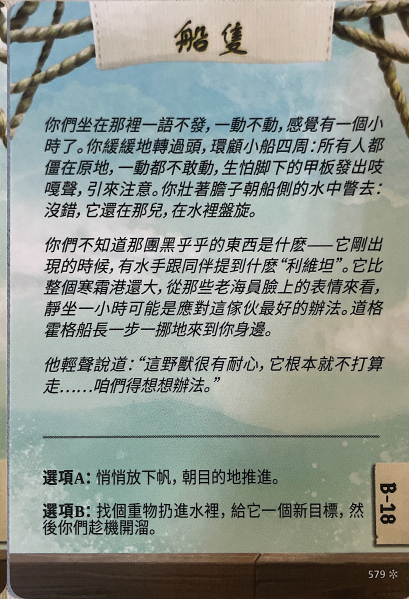 船隻
你們坐在那裡一語不發，一動不動，感覺有一個小
時了。你緩緩地轉過頭，環顧小船四周：所有人都
僵在原地，一動都不敢動，生怕脚下的甲板發出吱
嘎聲，引來注意。你壯著膽子朝船側的水中瞥去：
沒錯，它還在那兒，在水裡盤旋。
你們不知道那團黑乎乎的東西是什麼——它剛出
現的時候，有水手跟同伴提到什麼“利維坦”。它比
整個寒霜港還大，從那些老海員臉上的表情來看，
靜坐一小時可能是應對這傢伙最好的辦法。道格
霍格船長一步一挪地來到你身邊。
他輕聲說道：“這野獸很有耐心，它根本就不打算
走……咱們得想想辦法。”
選項A：悄悄放下帆，朝目的地推進。
選項B：找個重物扔進水裡，給它一個新目標，然
後你們趁機開溜。
B-18
579